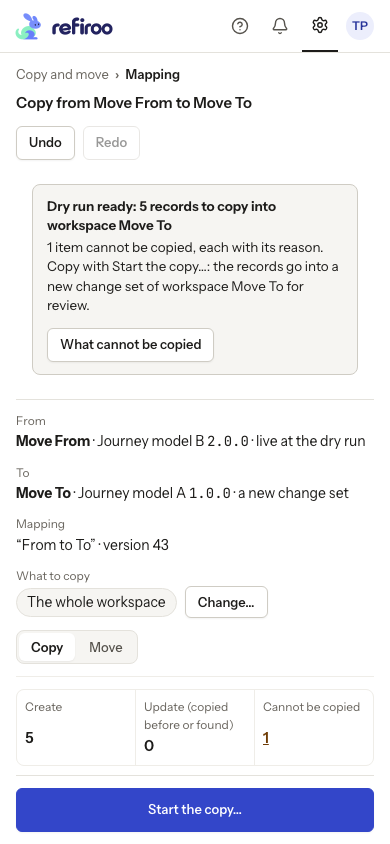 refiroo
TP
Copy and move › Mapping
Copy from Move From to Move To
Undo
Redo
Dry run ready: 5 records to copy into
workspace Move To
1 item cannot be copied, each with its reason.
Copy with Start the copy…: the records go into a
new change set of workspace Move To for
review.
What cannot be copied
From
Move From · Journey model B 2.0.0 · live at the dry run
To
Move To · Journey model A 1.0.0 · a new change set
Mapping
“From to To” · version 43
What to copy
The whole workspace
Change…
Copy
Move
Create
5
Update (copied
before or found)
0
Cannot be copied
1
Start the copy…